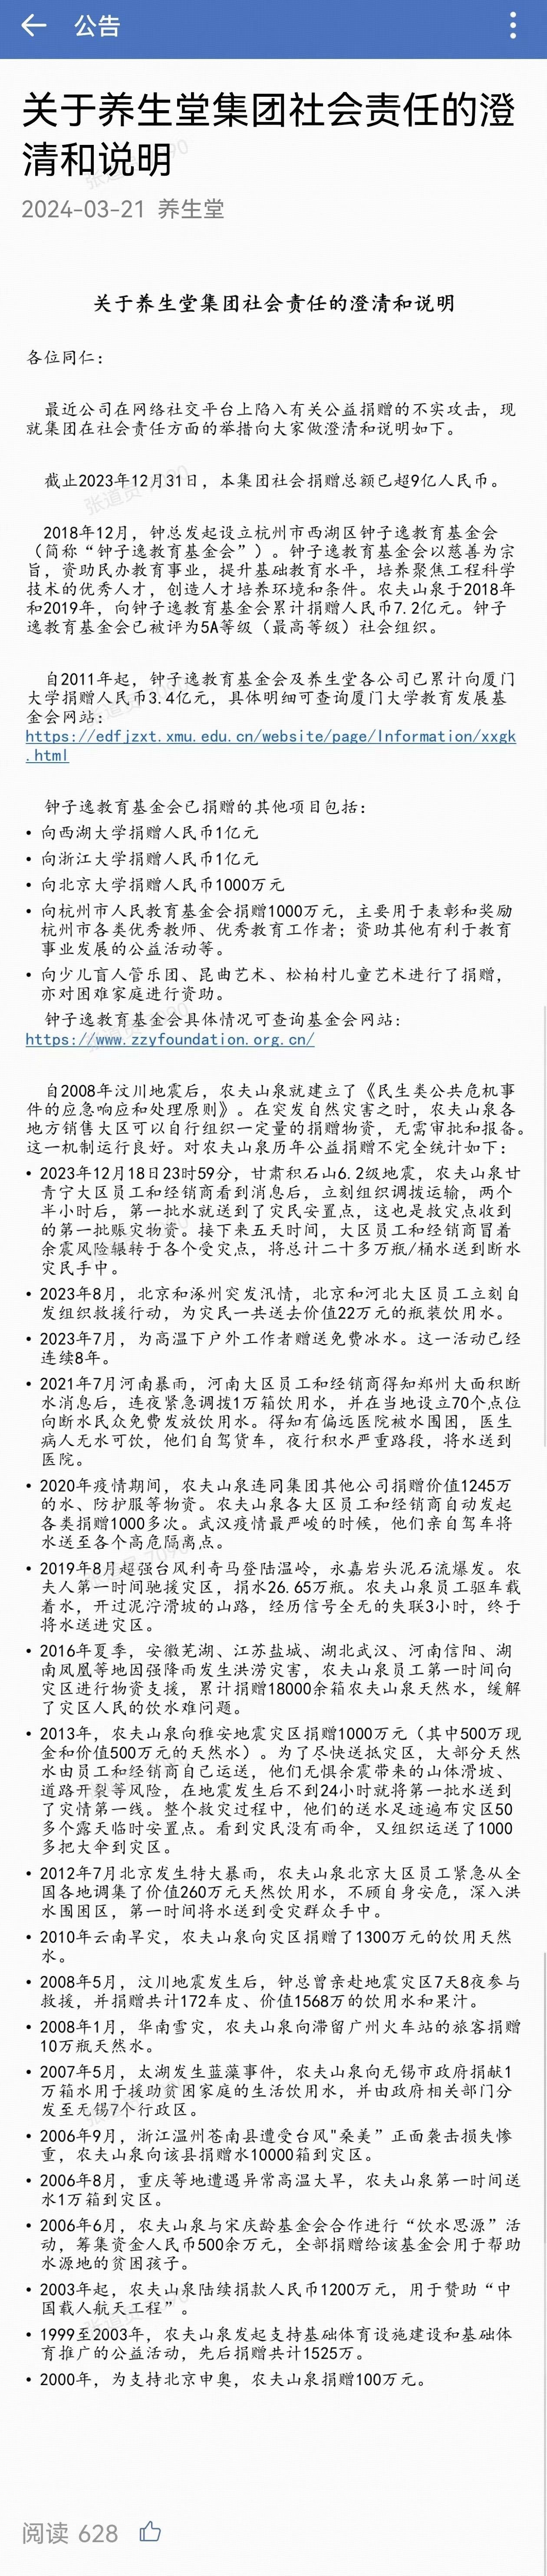 公告
关于养生堂集团社会责任的澄
清和说明
2024-03-21 养生堂
关于养生堂集团社会责任的澄清和说明
各位同仁：
最近公司在网络社交平台上陷入有关公益捐赠的不实攻击，现
就集团在社会责任方面的举措向大家做澄清和说明如下。
截止2023年12月31日，本集团社会捐赠总额已超9亿人民币。
2018年12月，钟总发起设立杭州市西湖区钟子逸教育基金会
（简称“钟子逸教育基金会”）。钟子逸教育基金会以慈善为宗
旨，资助民办教育事业，提升基础教育水平，培养聚焦工程科学
技术的优秀人才，创造人才培养环境和条件。农夫山泉于2018年
和2019年，向钟子逸教育基金会累计捐赠人民币7.2亿元。钟子
逸教育基金会已被评为5A等级（最高等级）社会组织。
自2011年起，钟子逸教育基金会及养生堂各公司已累计向厦门
大学捐赠人民币3.4亿元，具体明细可查询厦门大学教育发展基
金会网站：
https://edfjzxt.xmu.edu.cn/website/page/Information/xxgk
.html
钟子逸教育基金会已捐赠的其他项目包括：
• 向西湖大学捐赠人民币1亿元
• 向浙江大学捐赠人民币1亿元
• 向北京大学捐赠人民币1000万元
• 向杭州市人民教育基金会捐赠1000万元，主要用于表彰和奖励
杭州市各类优秀教师、优秀教育工作者；资助其他有利于教育
事业发展的公益活动等。
• 向少儿盲人管乐团、昆曲艺术、松柏村儿童艺术进行了捐赠，
亦对困难家庭进行资助。
钟子逸教育基金会具体情况可查询基金会网站：
https://www.zzyfoundation.org.cn/
自2008年汶川地震后，农夫山泉就建立了《民生类公共危机事
件的应急响应和处理原则》。在突发自然灾害之时，农夫山泉各
地方销售大区可以自行组织一定量的捐赠物资，无需审批和报备。
这一机制运行良好。对农夫山泉历年公益捐赠不完全统计如下：
• 2023年12月18日23时59分，甘肃积石山6.2级地震，农夫山泉甘
青宁大区员工和经销商看到消息后，立刻组织调拨运输，两个
半小时后，第一批水就送到了灾民安置点，这也是救灾点收到
的第一批赈灾物资。接下来五天时间，大区员工和经销商冒着
余震风险辗转于各个受灾点，将总计二十多万瓶/桶水送到断水
灾民手中。
• 2023年8月，北京和涿州突发汛情，北京和河北大区员工立刻自
发组织救援行动，为灾民一共送去价值22万元的瓶装饮用水。
• 2023年7月，为高温下户外工作者赠送免费冰水。这一活动已经
连续8年。
• 2021年7月河南暴雨，河南大区员工和经销商得知郑州大面积断
水消息后，连夜紧急调拨1万箱饮用水，并在当地设立70个点位
向断水民众免费发放饮用水。得知有偏远医院被水围困，医生
病人无水可饮，他们自驾货车，夜行积水严重路段，将水送到
医院。
• 2020年疫情期间，农夫山泉连同集团其他公司捐赠价值1245万
的水、防护服等物资。农夫山泉各大区员工和经销商自动发起
各类捐赠1000多次。武汉疫情最严峻的时候，他们亲自驾车将
水送至各个高危隔离点。
• 2019年8月超强台风利奇马登陆温岭，永嘉岩头泥石流爆发。农
夫人第一时间驰援灾区，捐水26.65万瓶。农夫山泉员工驱车载
着水，开过泥泞滑坡的山路，经历信号全无的失联3小时，终于
将水送进灾区。
• 2016年夏季，安徽芜湖、江苏盐城、湖北武汉、河南信阳、湖
南凤凰等地因强降雨发生洪涝灾害，农夫山泉员工第一时间向
灾区进行物资支援，累计捐赠18000余箱农夫山泉天然水，缓解
了灾区人民的饮水难问题。
• 2013年，农夫山泉向雅安地震灾区捐赠1000万元（其中500万现
金和价值500万元的天然水）。为了尽快送抵灾区，大部分天然
水由员工和经销商自己运送，他们无惧余震带来的山体滑坡、
道路开裂等风险，在地震发生后不到24小时就将第一批水送到
了灾情第一线。整个救灾过程中，他们的送水足迹遍布灾区50
多个露天临时安置点。看到灾民没有雨伞，又组织运送了1000
多把大伞到灾区。
• 2012年7月北京发生特大暴雨，农夫山泉北京大区员工紧急从全
国各地调集了价值260万元天然饮用水，不顾自身安危，深入洪
水围困区，第一时间将水送到受灾群众手中。
• 2010年云南旱灾，农夫山泉向灾区捐赠了1300万元的饮用天然
水。
• 2008年5月，汶川地震发生后，钟总曾亲赴地震灾区7天8夜参与
救援，并捐赠共计172车皮、价值1568万的饮用水和果汁。
• 2008年1月，华南雪灾，农夫山泉向滞留广州火车站的旅客捐赠
10万瓶天然水。
• 2007年5月，太湖发生蓝藻事件，农夫山泉向无锡市政府捐献1
万箱水用于援助贫困家庭的生活饮用水，并由政府相关部门分
发至无锡7个行政区。
• 2006年9月，浙江温州苍南县遭受台风"桑美”正面袭击损失惨
重，农夫山泉向该县捐赠水10000箱到灾区。
• 2006年8月，重庆等地遭遇异常高温大旱，农夫山泉第一时间送
水1万箱到灾区。
• 2006年6月，农夫山泉与宋庆龄基金会合作进行“饮水思源”活
动，筹集资金人民币500余万元，全部捐赠给该基金会用于帮助
水源地的贫困孩子。
• 2003年起，农夫山泉陆续捐款人民币1200万元，用于赞助“中
国载人航天工程”。
• 1999至2003年，农夫山泉发起支持基础体育设施建设和基础体
育推广的公益活动，先后捐赠共计1525万。
• 2000年，为支持北京申奥，农夫山泉捐赠100万元。
阅读 628